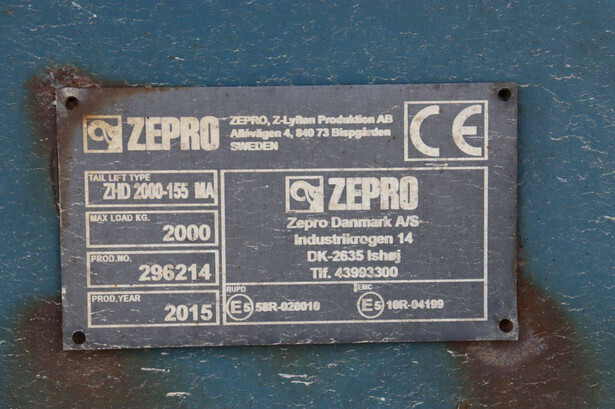 ZEPRO
ZEPRO, Z-Lyften Produktion AB
Allévägen 4, 840 73 Bispgården
SWEDEN
CE
TAIL LIFT TYPE
ZHD 2000-155 MA
MAX LOAD KG.
2000
PROD.NO.
296214
PROD.YEAR
2015
ZEPRO
Zepro Danmark A/S
Industrikrogen 14
DK-2635 Ishøj
Tlf. 43993300
RUPD
E5 58R-020010
EMC
E5 10R-04199